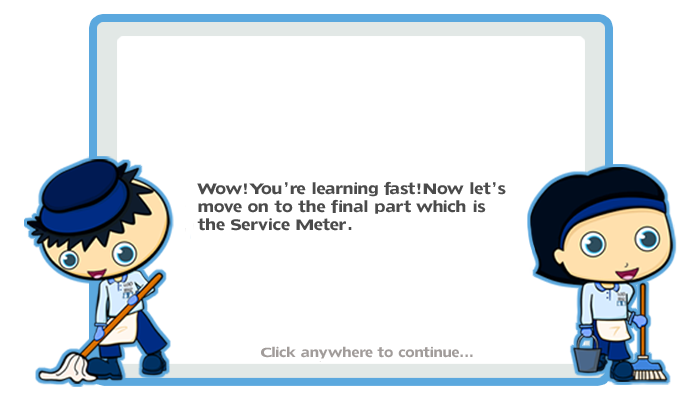 Wow!You're learning fast!Now let's
move on to the final part which is
the Service Meter.
Click anywhere to continue...